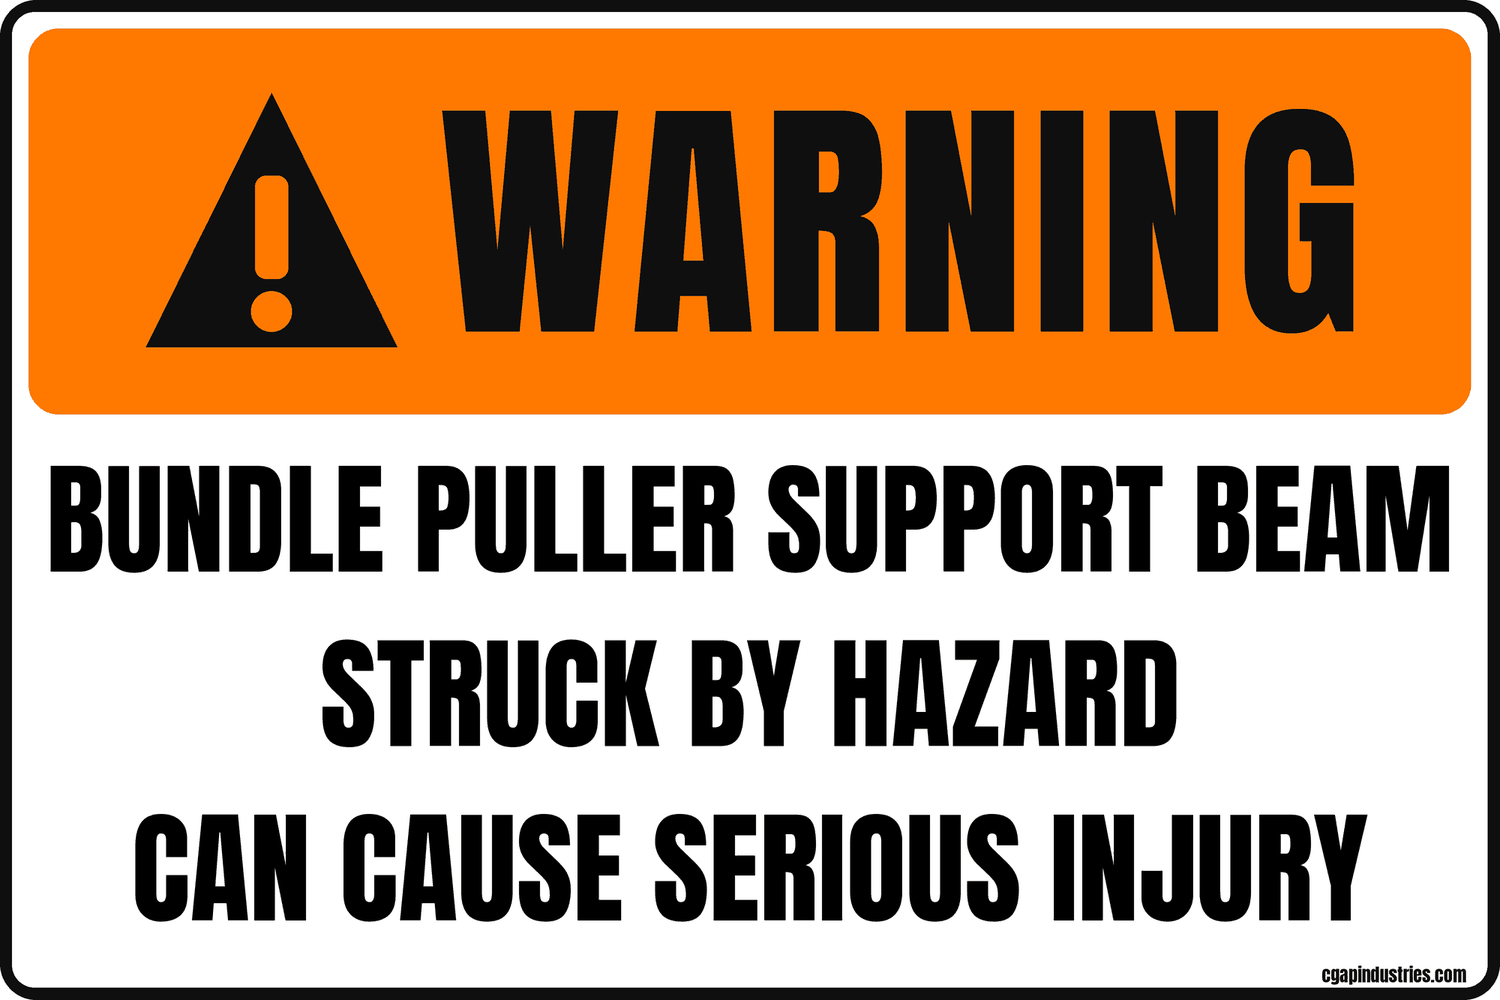 WARNING
BUNDLE PULLER SUPPORT BEAM
STRUCK BY HAZARD
CAN CAUSE SERIOUS INJURY
cgapindustries.com